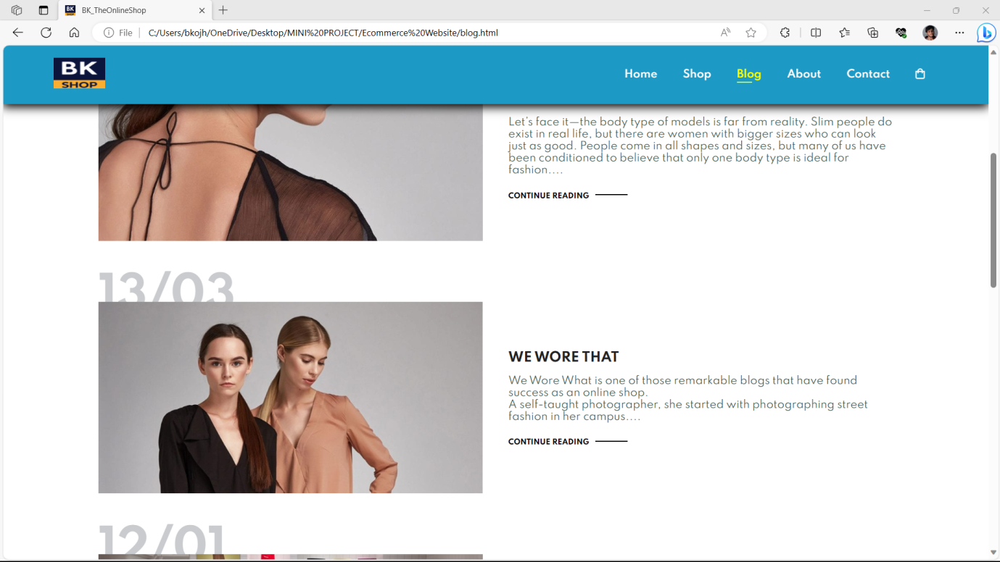 BK_TheOnlineShop
File
C:/Users/bkojh/OneDrive/Desktop/MINI%20PROJECT/Ecommerce%20Website/blog.html
BK
SHOP
Home
Shop
Blog
About
Contact
Let's face it—the body type of models is far from reality. Slim people do
exist in real life, but there are women with bigger sizes who can look
just as good. People come in all shapes and sizes, but many of us have
been conditioned to believe that only one body type is ideal for
fashion....
CONTINUE READING
13/03
WE WORE THAT
We Wore What is one of those remarkable blogs that have found
success as an online shop.
A self-taught photographer, she started with photographing street
fashion in her campus....
CONTINUE READING
12/01